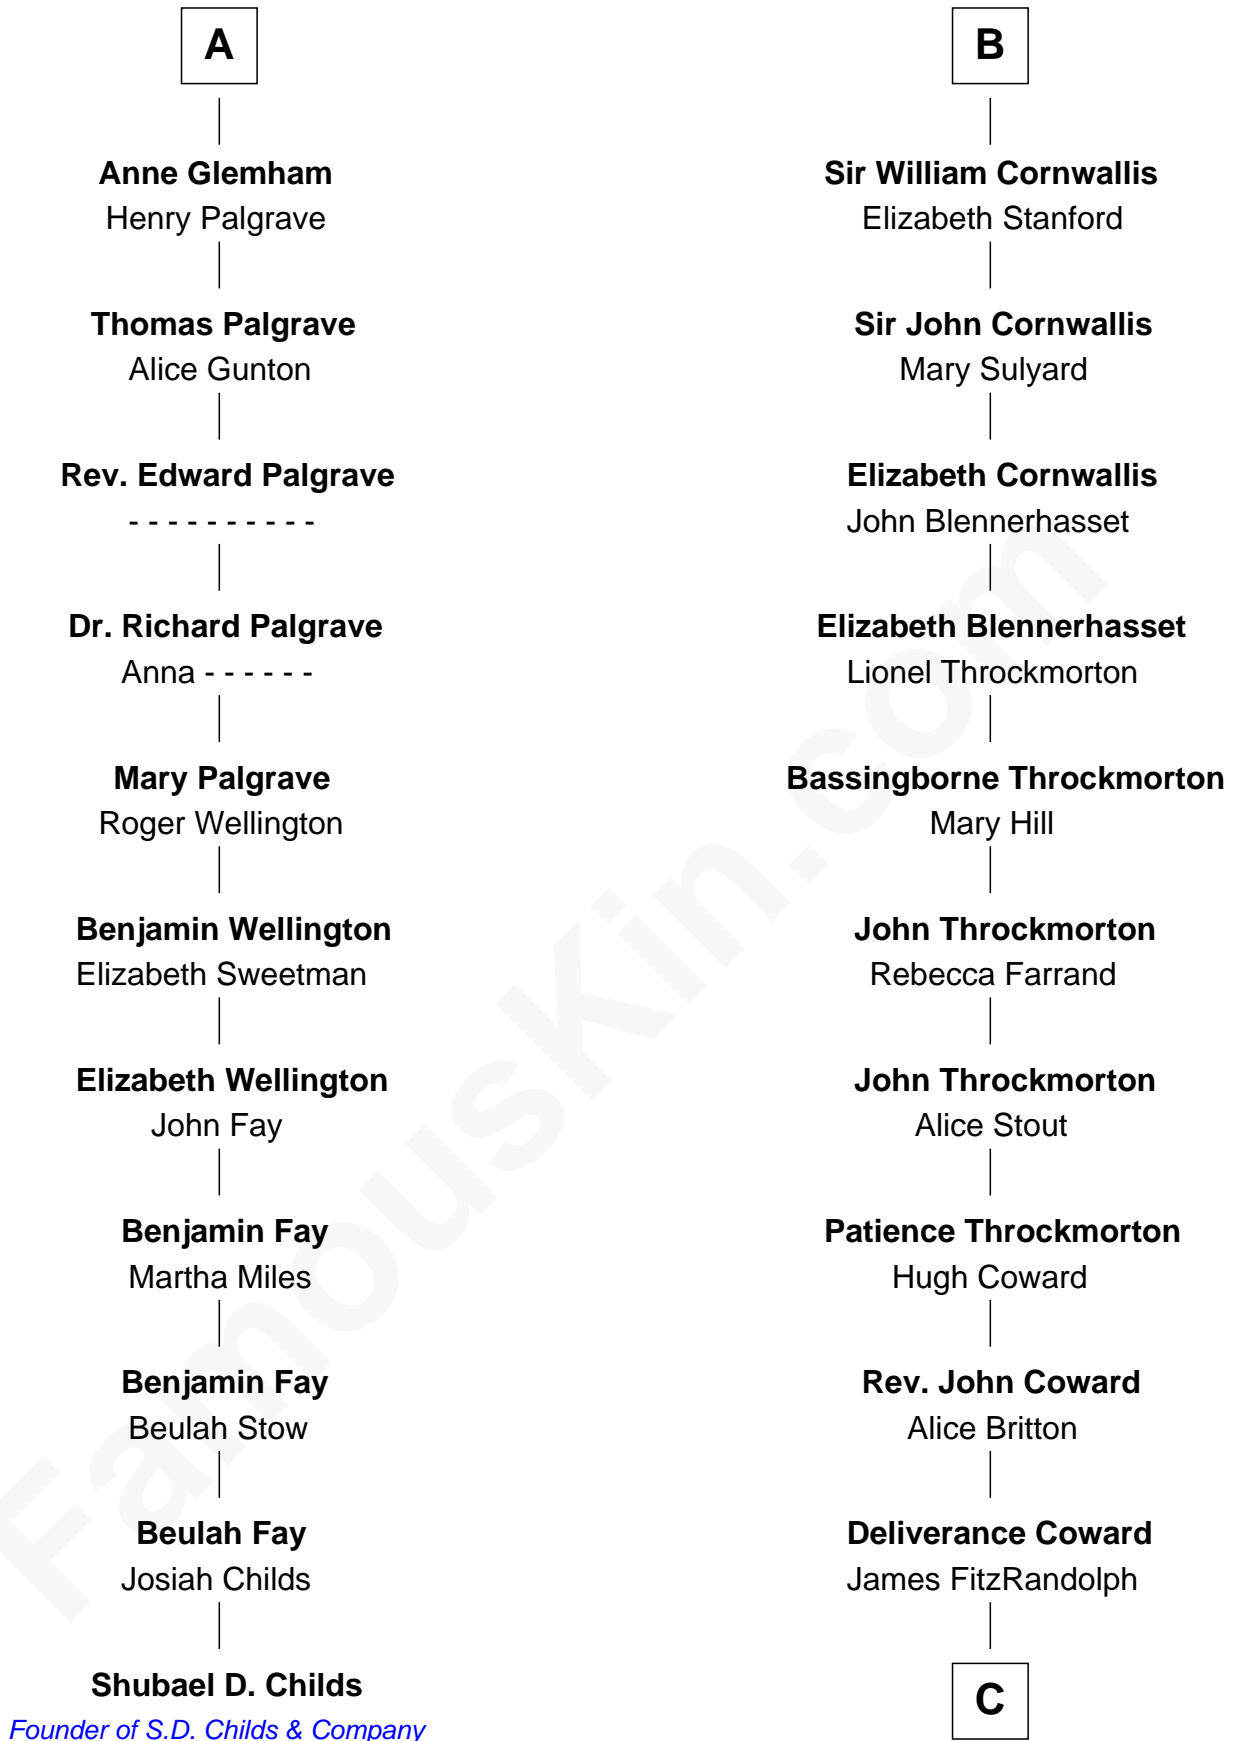 A
Anne Glemham
Henry Palgrave
Thomas Palgrave
Alice Gunton
Rev. Edward Palgrave
- - - - - - - - - -
Dr. Richard Palgrave
Anna - - - - - -
Mary Palgrave
Roger Wellington
Benjamin Wellington
Elizabeth Sweetman
Elizabeth Wellington
John Fay
Benjamin Fay
Martha Miles
Benjamin Fay
Beulah Stow
Beulah Fay
Josiah Childs
Shubael D. Childs
Founder of S.D. Childs & Company
B
Sir William Cornwallis
Elizabeth Stanford
Sir John Cornwallis
Mary Sulyard
Elizabeth Cornwallis
John Blennerhasset
Elizabeth Blennerhasset
Lionel Throckmorton
Bassingborne Throckmorton
Mary Hill
John Throckmorton
Rebecca Farrand
John Throckmorton
Alice Stout
Patience Throckmorton
Hugh Coward
Rev. John Coward
Alice Britton
Deliverance Coward
James FitzRandolph
C
FamousKin.com